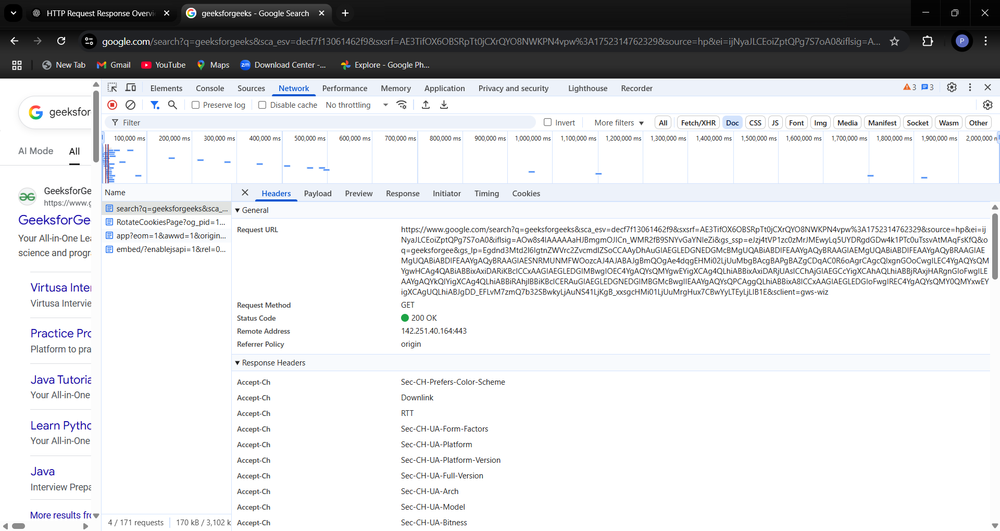 HTTP Request Response Overvi
geeksforgeeks - Google Search
google.com/search?q=geeksforgeeks&sca_esv=decf7f13061462f9&sxsrf=AE3TifOX6OBSRpTt0jCXrQYO8NWKPN4vpw%3A1752314762329&source=hp&ei=ijNyaJLCEoiZptQPg7S7oA0&iflsig=A...
P
New Tab
Gmail
YouTube
Maps
zm Download Center -...
Explore - Google Ph...
Elements Console Sources Network Performance Memory Application Privacy and security Lighthouse Recorder 3 3
Preserve log Disable cache No throttling
Filter Invert More filters All Fetch/XHR Doc CSS JS Font Img Media Manifest Socket Wasm Other
100,000 ms 200,000 ms 300,000 ms 400,000 ms 500,000 ms 600,000 ms 700,000 ms 800,000 ms 900,000 ms 1,000,000 ms 1,100,000 ms 1,200,000 ms 1,300,000 ms 1,400,000 ms 1,500,000 ms 1,600,000 ms 1,700,000 ms 1,800,000 ms 1,900,000 ms 2,000,000 m
geeksfor
AI Mode All
GeeksforGe
https://www.g
GeeksforGe
Your All-in-One Le
science and progra
Virtusa Inter
Virtusa Intervie
Practice Pro
Platform to pra
Java Tutoria
Your All-in-One
Learn Pytho
Your All-in-One
Java
Interview Prepa
More results fro
Name
search?q=geeksforgeeks&sca_...
RotateCookiesPage?og_pid=1...
app?eom=1&awwd=1&origin...
embed/?enablejsapi=1&rel=0...
4 / 171 requests 170 kB / 3,102 k
Headers Payload Preview Response Initiator Timing Cookies
General
Request URL
https://www.google.com/search?q=geeksforgeeks&sca_esv=decf7f13061462f9&sxsrf=AE3TifOX6OBSRpTt0jCXrQYO8NWKPN4vpw%3A1752314762329&source=hp&ei=ij
NyaJLCEoiZptQPg7S7oA0&iflsig=AOw8s4IAAAAAaHJBmgmOJICn_WMR2fB9SNYvGaYNIeZi&gs_ssp=eJzj4tVP1zc0zMrJMEwyLq5UYDRgdGDw4k1PTc0uTssvAtMAqFsKfQ&o
q=geeksforgee&gs_lp=Egdnd3Mtd2l6IgtnZWVrc2ZvcmdlZSoCCAAyDhAuGIAEGLEDGNEDGMcBMgUQABiABDIFEAAYgAQyBRAAGIAEMgUQABiABDIFEAAYgAQyBRAAGIAE
MgUQABiABDIFEAAYgAQyBRAAGIAESNRMUNMFWOozcAJ4AJABAJgBmQOgAe4dqgEHMi02LjUuMbgBAcgBAPgBAZgCDqAC0R6oAgrCAgcQIxgnGOoCwgILEC4YgAQYsQM
YgwHCAg4QABiABBixAxiDARiKBcICCxAAGIAEGLEDGIMBwgIOEC4YgAQYsQMYgwEYigXCAg4QLhiABBixAxiDARjUAsICChAjGIAEGCcYigXCAhAQLhiABBjRAxjHARgnGIoFwgILE
AAYgAQYkQIYigXCAg4QLhiABBiRAhjlBBiKBcICERAuGIAEGLEDGNEDGIMBGMcBwgIIEAAYgAQYsQPCAggQLhiABBixA8ICCxAAGIAEGLEDGIoFwgIREC4YgAQYsQMY0QMYxwEY
igXCAgUQLhiABJgDD_EFLvM7zmQ7b32SBwkyLjAuNS41LjKgB_xxsgcHMi01LjUuMrgHux7CBwYyLTEyLjLIB1E&sclient=gws-wiz
Request Method GET
Status Code 200 OK
Remote Address 142.251.40.164:443
Referrer Policy origin
Response Headers
Accept-Ch Sec-CH-Prefers-Color-Scheme
Accept-Ch Downlink
Accept-Ch RTT
Accept-Ch Sec-CH-UA-Form-Factors
Accept-Ch Sec-CH-UA-Platform
Accept-Ch Sec-CH-UA-Platform-Version
Accept-Ch Sec-CH-UA-Full-Version
Accept-Ch Sec-CH-UA-Arch
Accept-Ch Sec-CH-UA-Model
Accept-Ch Sec-CH-UA-Bitness